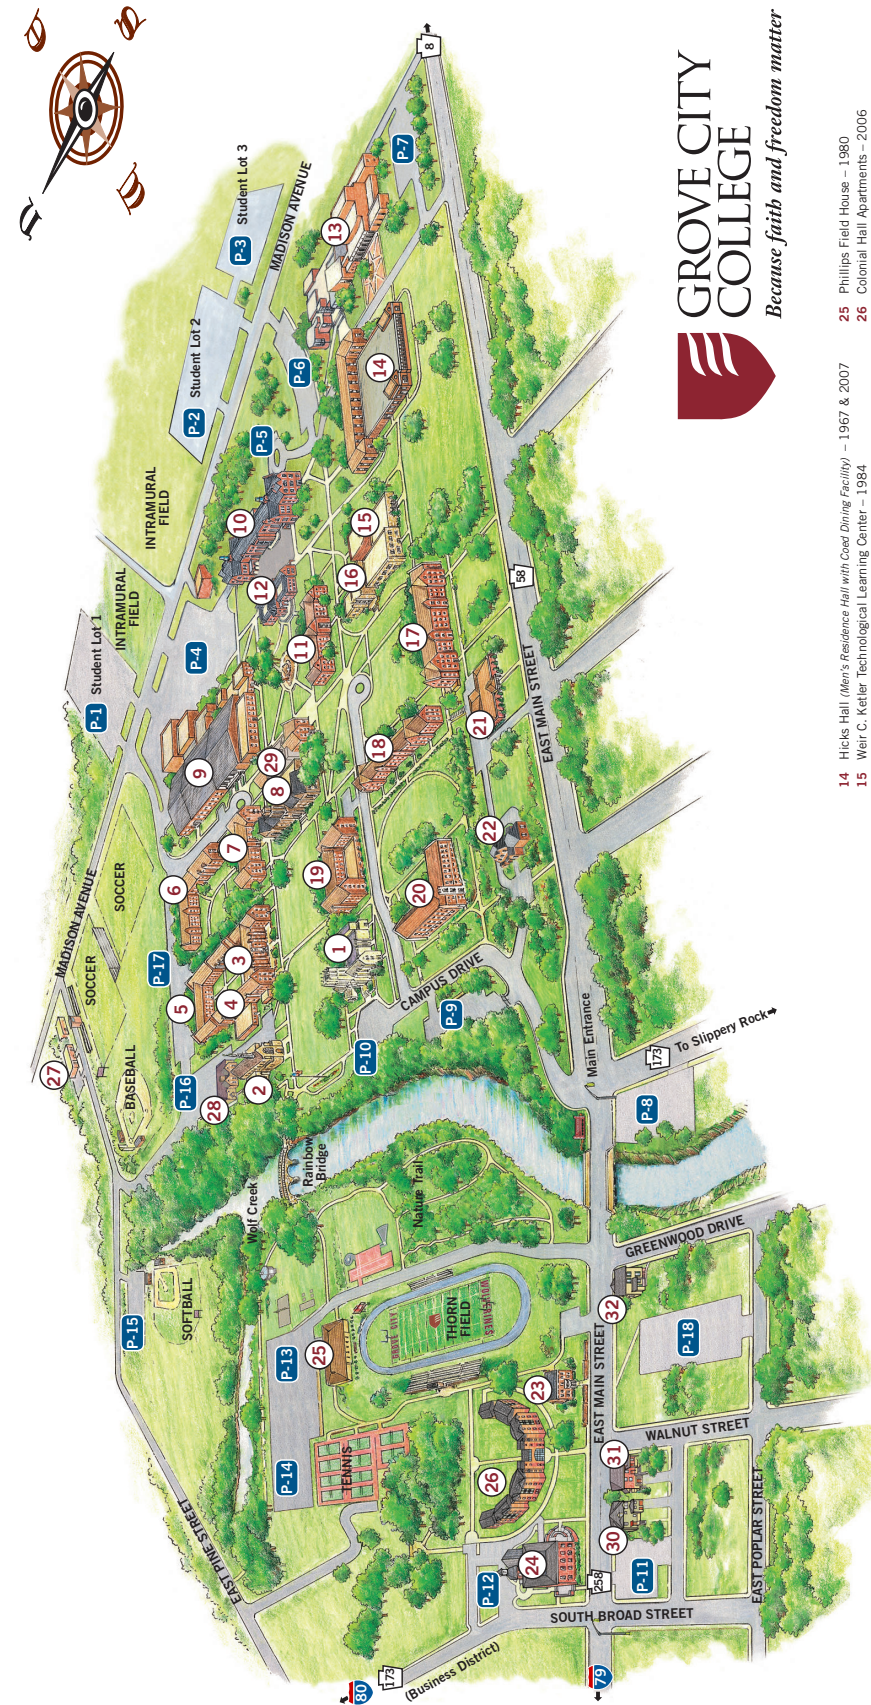 n
e
s
w
8
P-7
Student Lot 3
P-3
MADISON AVENUE
13
Student Lot 2
P-2
P-6
14
P-5
INTRAMURAL
FIELD
10
15
16
12
INTRAMURAL
FIELD
Student Lot 1
P-1
P-4
11
17
58
EAST MAIN STREET
21
9
29
8
18
7
6
19
20
22
MADISON AVENUE
SOCCER
SOCCER
P-17
5
3
4
1
CAMPUS DRIVE
P-9
P-10
Main Entrance
173
To Slippery Rock
P-8
27
BASEBALL
P-16
28
2
Rainbow
Bridge
Wolf Creek
Nature Trail
GREENWOOD DRIVE
P-15
SOFTBALL
P-13
25
GROVE CITY
THORN
FIELD
WOLVERINES
32
P-18
EAST MAIN STREET
23
WALNUT STREET
P-14
TENNIS
26
31
30
EAST POPLAR STREET
EAST PINE STREET
24
P-12
258
P-11
SOUTH BROAD STREET
(Business District)
173
80
79
GROVE CITY
COLLEGE
Because faith and freedom matter
14 Hicks Hall (Men's Residence Hall with Coed Dining Facility) – 1967 & 2007
15 Weir C. Ketler Technological Learning Center – 1984
25 Phillips Field House – 1980
26 Colonial Hall Apartments – 2006